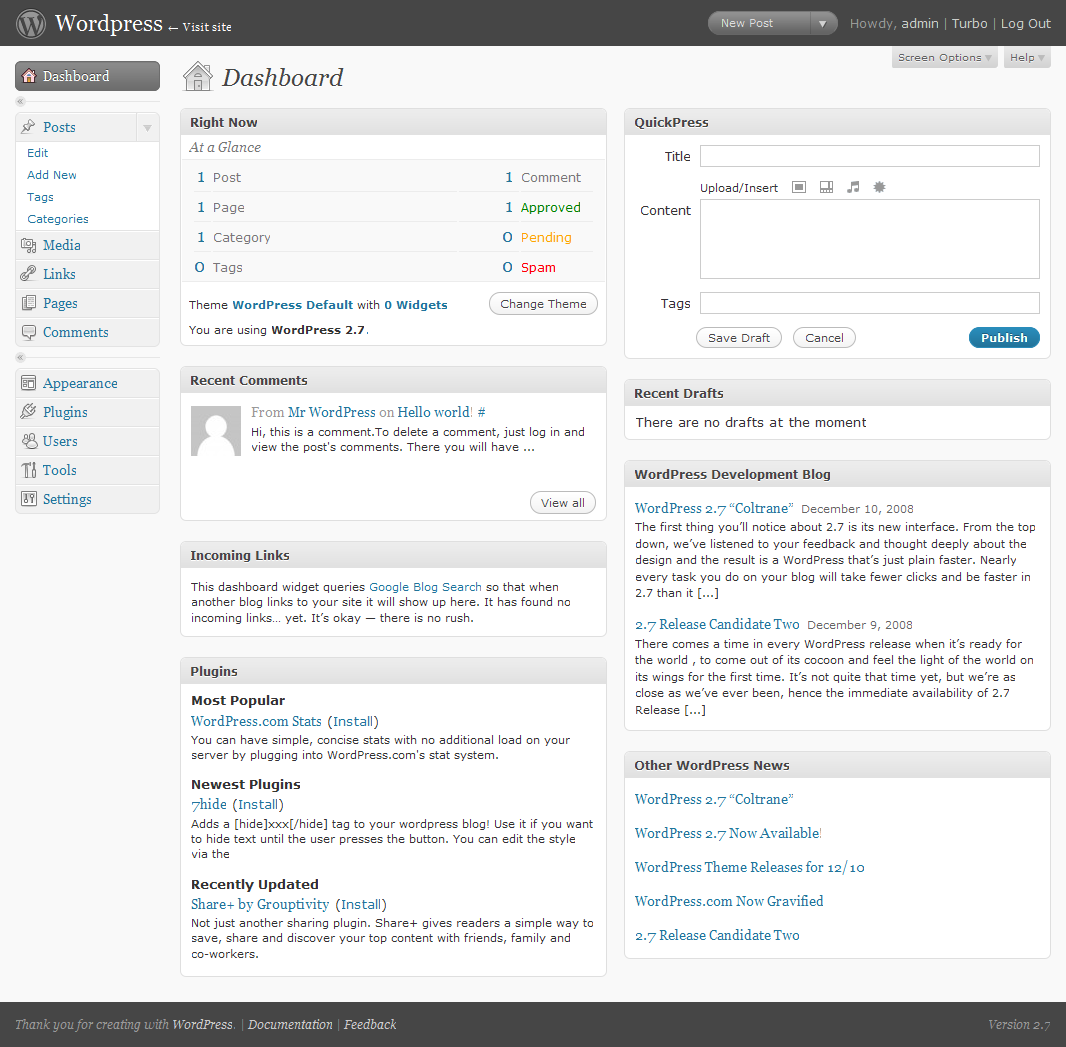 Wordpress ← Visit site
New Post ▼ Howdy, admin | Turbo | Log Out
Screen Options ▼ Help ▼
Dashboard
«
Posts ▼
Edit
Add New
Tags
Categories
Media
Links
Pages
Comments
«
Appearance
Plugins
Users
Tools
Settings
Dashboard
Right Now
At a Glance
1 Post 1 Comment
1 Page 1 Approved
1 Category 0 Pending
0 Tags 0 Spam
Theme WordPress Default with 0 Widgets Change Theme
You are using WordPress 2.7.
Recent Comments
From Mr WordPress on Hello world! #
Hi, this is a comment.To delete a comment, just log in and
view the post's comments. There you will have ...
View all
Incoming Links
This dashboard widget queries Google Blog Search so that when
another blog links to your site it will show up here. It has found no
incoming links… yet. It’s okay — there is no rush.
Plugins
Most Popular
WordPress.com Stats (Install)
You can have simple, concise stats with no additional load on your
server by plugging into WordPress.com's stat system.
Newest Plugins
7hide (Install)
Adds a [hide]xxx[/hide] tag to your wordpress blog! Use it if you want
to hide text until the user presses the button. You can edit the style
via the
Recently Updated
Share+ by Grouptivity (Install)
Not just another sharing plugin. Share+ gives readers a simple way to
save, share and discover your top content with friends, family and
co-workers.
QuickPress
Title
Upload/Insert
Content
Tags
Save Draft Cancel Publish
Recent Drafts
There are no drafts at the moment
WordPress Development Blog
WordPress 2.7 “Coltrane” December 10, 2008
The first thing you’ll notice about 2.7 is its new interface. From the top
down, we’ve listened to your feedback and thought deeply about the
design and the result is a WordPress that’s just plain faster. Nearly
every task you do on your blog will take fewer clicks and be faster in
2.7 than it [...]
2.7 Release Candidate Two December 9, 2008
There comes a time in every WordPress release when it’s ready for
the world , to come out of its cocoon and feel the light of the world on
its wings for the first time. It’s not quite that time yet, but we’re as
close as we’ve ever been, hence the immediate availability of 2.7
Release [...]
Other WordPress News
WordPress 2.7 “Coltrane”
WordPress 2.7 Now Available!
WordPress Theme Releases for 12/10
WordPress.com Now Gravified
2.7 Release Candidate Two
Thank you for creating with WordPress. | Documentation | Feedback Version 2.7